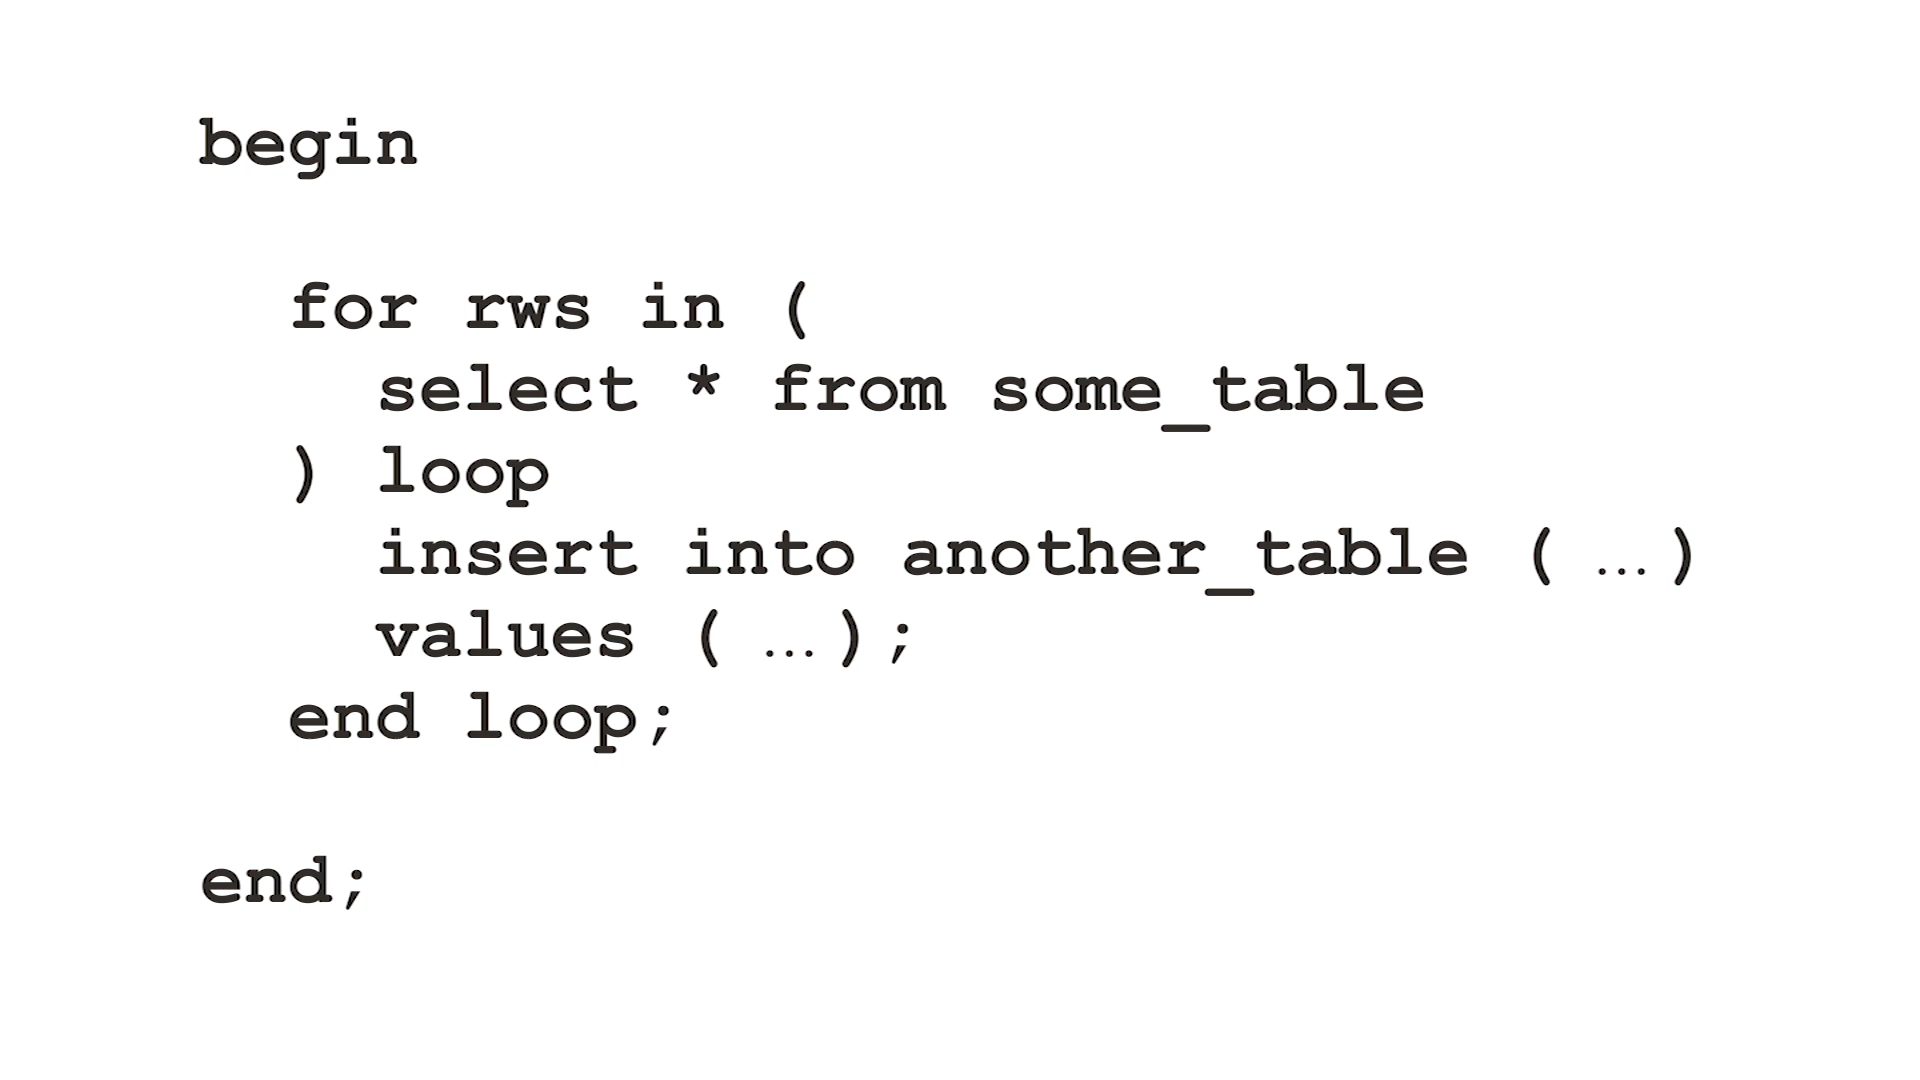 begin
for rws in (
select * from some_table
) loop
insert into another_table ( …)
values ( …);
end loop;
end;